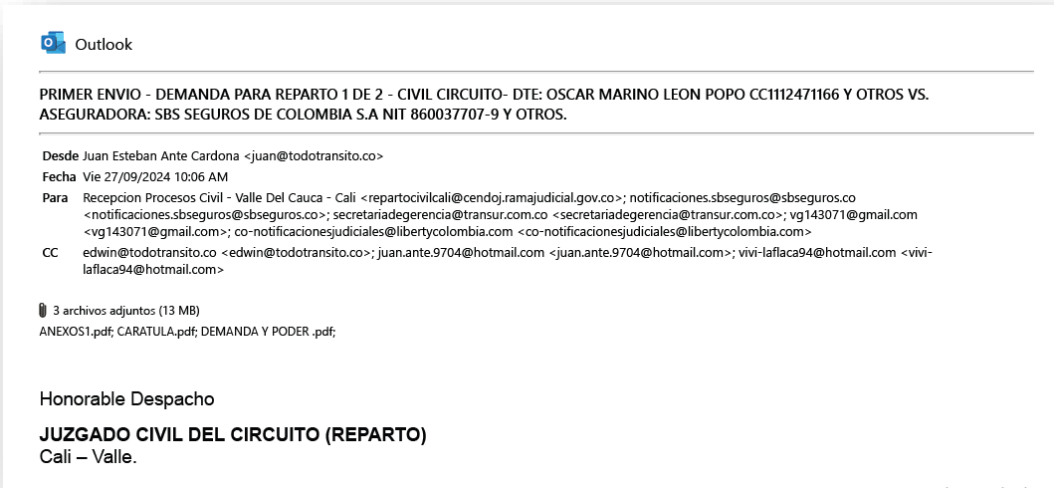 Outlook
PRIMER ENVIO - DEMANDA PARA REPARTO 1 DE 2 - CIVIL CIRCUITO- DTE: OSCAR MARINO LEON POPO CC1112471166 Y OTROS VS.
ASEGURADORA: SBS SEGUROS DE COLOMBIA S.A NIT 860037707-9 Y OTROS.
Desde Juan Esteban Ante Cardona <juan@todotransito.co>
Fecha Vie 27/09/2024 10:06 AM
Para Recepcion Procesos Civil - Valle Del Cauca - Cali <repartocivilcali@cendoj.ramajudicial.gov.co>; notificaciones.sbseguros@sbseguros.co
<notificaciones.sbseguros@sbseguros.co>; secretariadegerencia@transur.com.co <secretariadegerencia@transur.com.co>; vg143071@gmail.com
<vg143071@gmail.com>; co-notificacionesjudiciales@libertycolombia.com <co-notificacionesjudiciales@libertycolombia.com>
CC edwin@todotransito.co <edwin@todotransito.co>; juan.ante.9704@hotmail.com <juan.ante.9704@hotmail.com>; vivi-laflaca94@hotmail.com <vivi-
laflaca94@hotmail.com>
3 archivos adjuntos (13 MB)
ANEXOS1.pdf; CARATULA.pdf; DEMANDA Y PODER .pdf;
Honorable Despacho
JUZGADO CIVIL DEL CIRCUITO (REPARTO)
Cali – Valle.